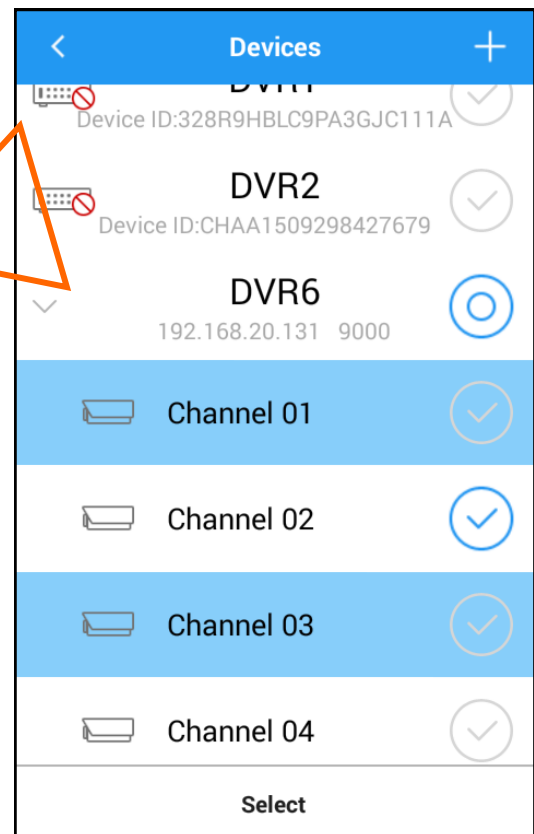 Devices
DVR1
Device ID:328R9HBLC9PA3GJC111A
DVR2
Device ID:CHAA1509298427679
DVR6
192.168.20.131 9000
Channel 01
Channel 02
Channel 03
Channel 04
Select